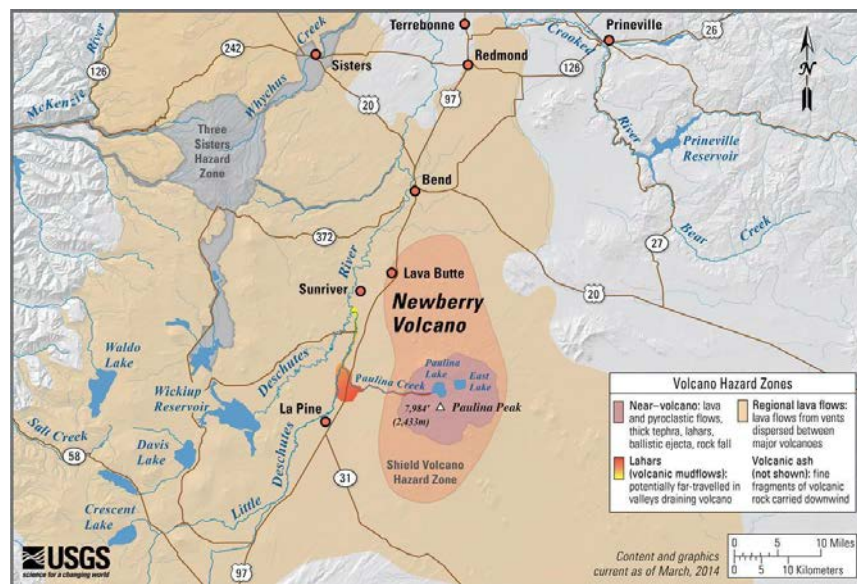 Terrebonne
Prineville
Crooked
26
Creek
River
242
126
Sisters
Redmond
126
N
McKenzie
Whychus
20
97
Three
Sisters
Hazard
Zone
River
Prineville
Reservoir
Bend
372
27
Bear Creek
River
Lava Butte
Sunriver
20
Newberry
Volcano
Waldo
Lake
Deschutes
Paulina
Lake
East
Lake
Paulina Creek
Wickiup
Reservoir
7,984'
(2,433m)
Paulina Peak
La Pine
Salt Creek
58
Davis
Lake
Deschutes
Shield Volcano
Hazard Zone
31
Crescent
Lake
Little
97
Volcano Hazard Zones
Near–volcano: lava
and pyroclastic flows,
thick tephra, lahars,
ballistic ejecta, rock fall
Lahars
(volcanic mudflows):
potentially far-travelled in
valleys draining volcano
Regional lava flows:
lava flows from vents
dispersed between
major volcanoes
Volcanic ash
(not shown): fine
fragments of volcanic
rock carried downwind
USGS
science for a changing world
Content and graphics
current as of March, 2014
0 5 10 Miles
0 5 10 Kilometers